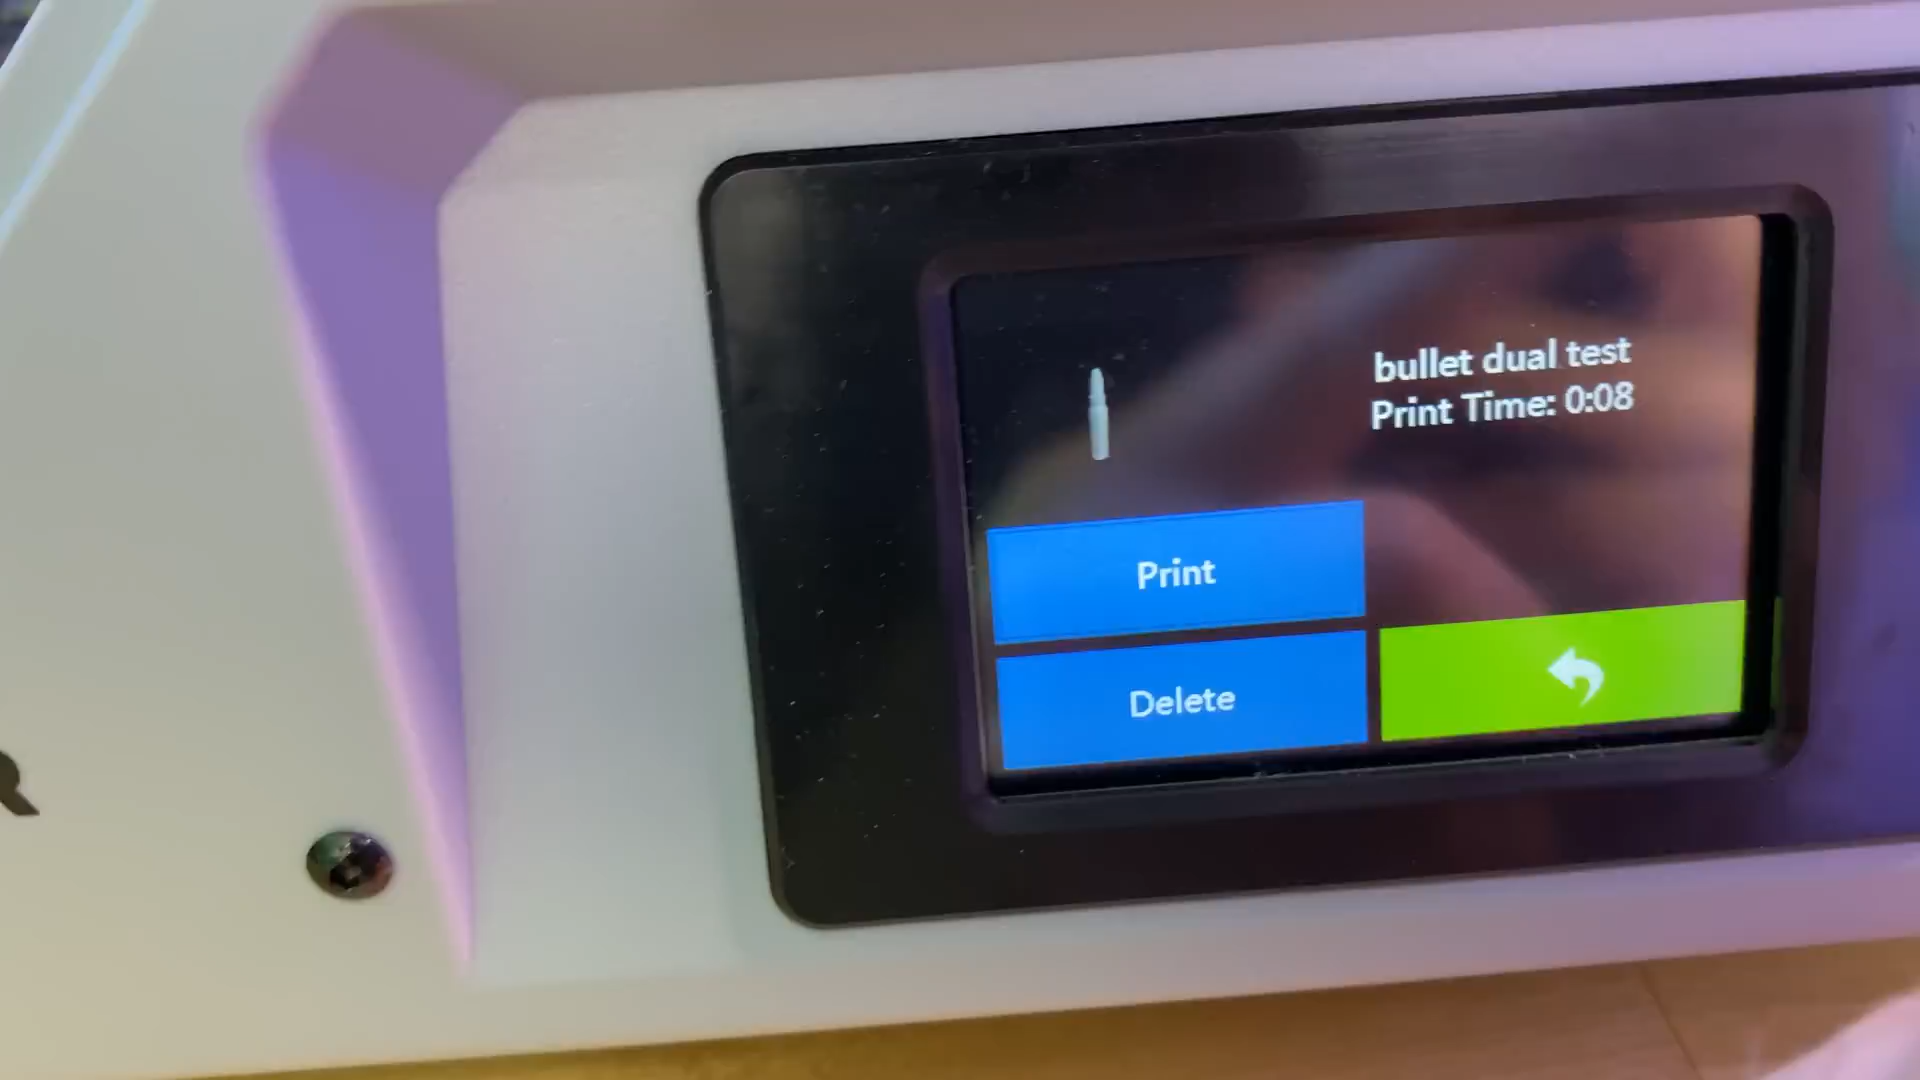 bullet dual test
Print Time: 0:08
Print
Delete